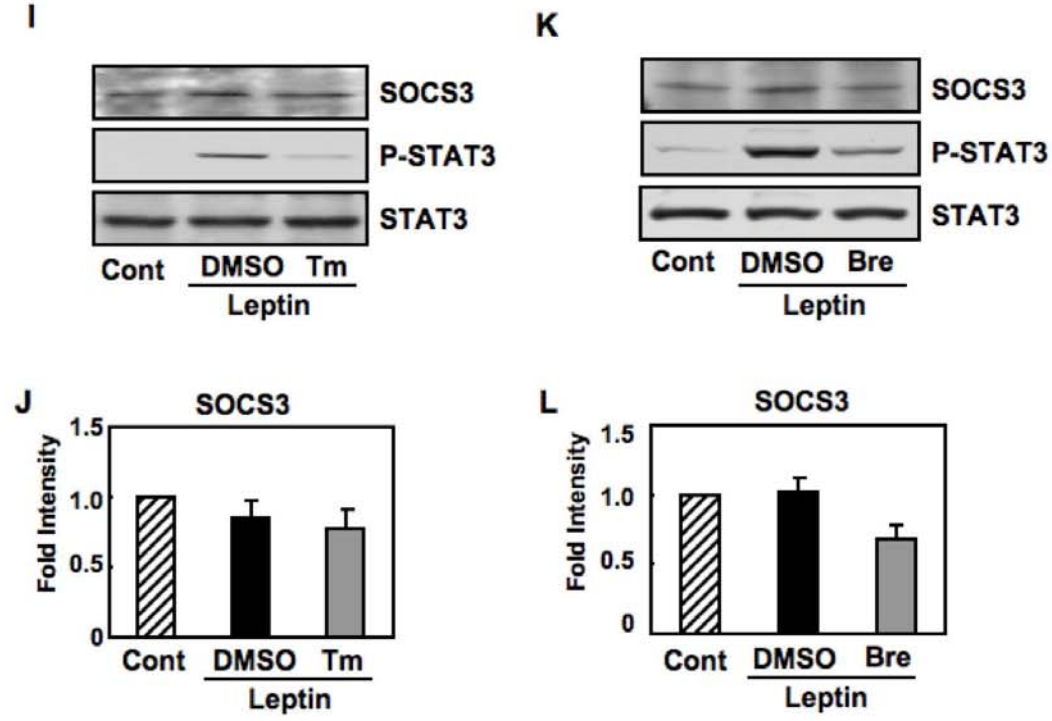 I
SOCS3
P-STAT3
STAT3
Cont DMSO Tm
Leptin
K
SOCS3
P-STAT3
STAT3
Cont DMSO Bre
Leptin
J
SOCS3
Fold Intensity
1.5
1.0
0.5
0
Cont DMSO Tm
Leptin
L
SOCS3
Fold Intensity
1.5
1.0
0.5
0
Cont DMSO Bre
Leptin